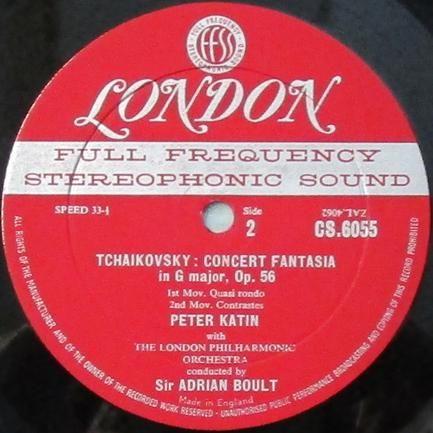 FULL FREQUENCY
FFSS
LONDON
FULL FREQUENCY
STEREOPHONIC SOUND
SPEED 33-⅓
Side
2
ZAL.4062
CS.6055
TCHAIKOVSKY : CONCERT FANTASIA
in G major, Op. 56
1st Mov. Quasi rondo
2nd Mov. Contrastes
PETER KATIN
with
THE LONDON PHILHARMONIC
ORCHESTRA
conducted by
Sir ADRIAN BOULT
Made in England
ALL RIGHTS OF THE MANUFACTURER AND OF THE OWNER OF THE RECORDED WORK RESERVED - UNAUTHORISED PUBLIC PERFORMANCE BROADCASTING AND COPYING OF THIS RECORD PROHIBITED